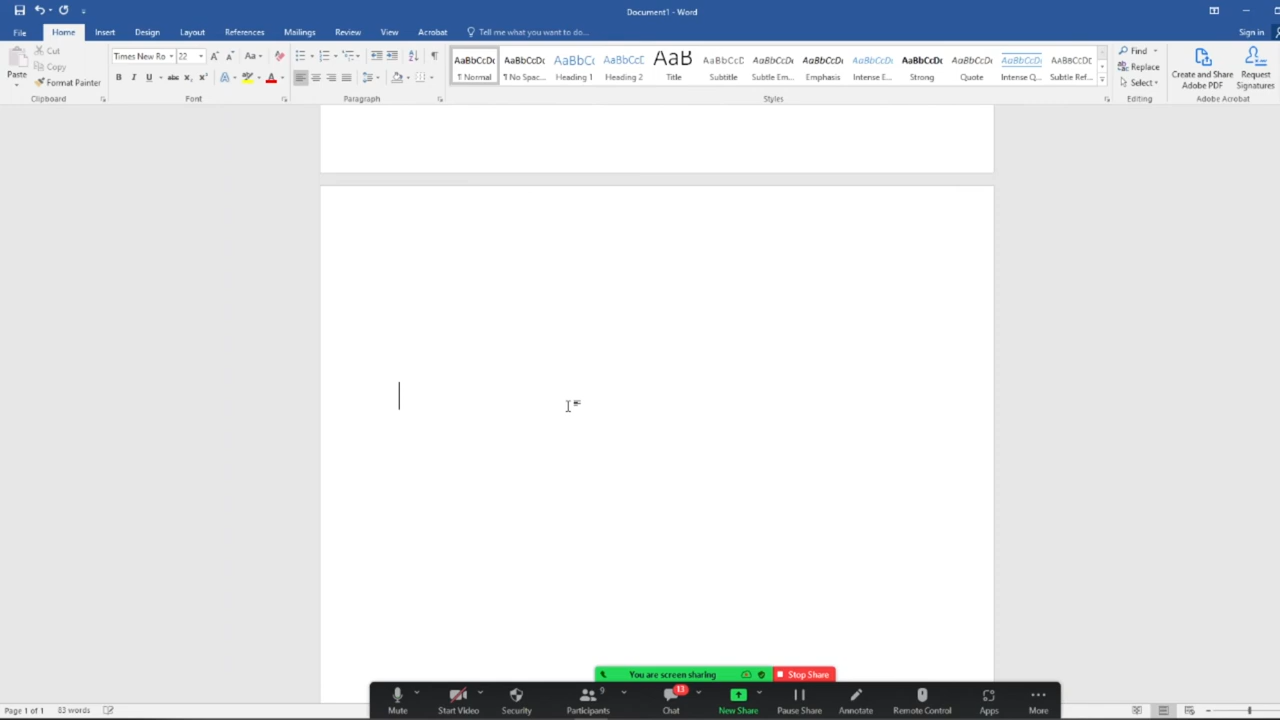 Document1 - Word
Sign in
File Home Insert Design Layout References Mailings Review View Acrobat Tell me what you want to do...
Paste
Cut
Copy
Format Painter
Clipboard
Times New Ro 22
Font
Paragraph
AaBbCcDc AaBbCcDc AaBbCc AaBbCcD AaB AaBbCcD AaBbCcDc AaBbCcDc AaBbCcDc AaBbCcDc AaBbCcDc AaBbCcDc AaBbCcDc
¶ Normal ¶ No Spac... Heading 1 Heading 2 Title Subtitle Subtle Em... Emphasis Intense E... Strong Quote Intense Q... Subtle Ref...
Styles
Find
Replace
Select
Editing
Create and Share Adobe PDF
Request Signatures
Adobe Acrobat
You are screen sharing Stop Share
Mute Start Video Security Participants 9 Chat 13 New Share Pause Share Annotate Remote Control Apps More
Page 1 of 1 83 words